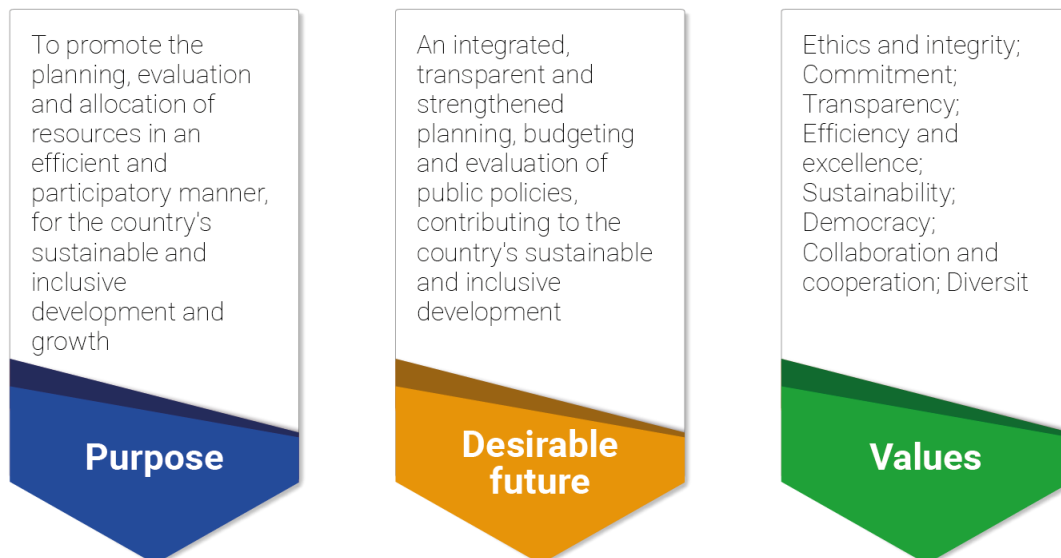 To promote the
planning, evaluation
and allocation of
resources in an
efficient and
participatory manner,
for the country's
sustainable and
inclusive
development and
growth
Purpose
An integrated,
transparent and
strengthened
planning, budgeting
and evaluation of
public policies,
contributing to the
country's sustainable
and inclusive
development
Desirable
future
Ethics and integrity;
Commitment;
Transparency;
Efficiency and
excellence;
Sustainability;
Democracy;
Collaboration and
cooperation; Diversit
Values